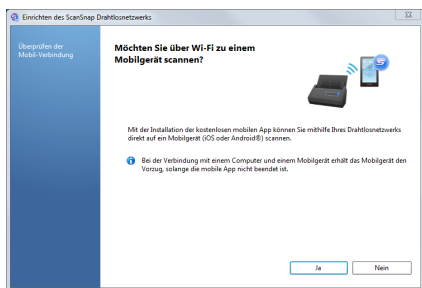 Einrichten des ScanSnap Drahtlosnetzwerks
Überprüfen der
Mobil-Verbindung
Möchten Sie über Wi-Fi zu einem
Mobilgerät scannen?
Mit der Installation der kostenlosen mobilen App können Sie mithilfe Ihres Drahtlosnetzwerks
direkt auf ein Mobilgerät (iOS oder Android®) scannen.
Bei der Verbindung mit einem Computer und einem Mobilgerät erhält das Mobilgerät den
Vorzug, solange die mobile App nicht beendet ist.
Ja
Nein